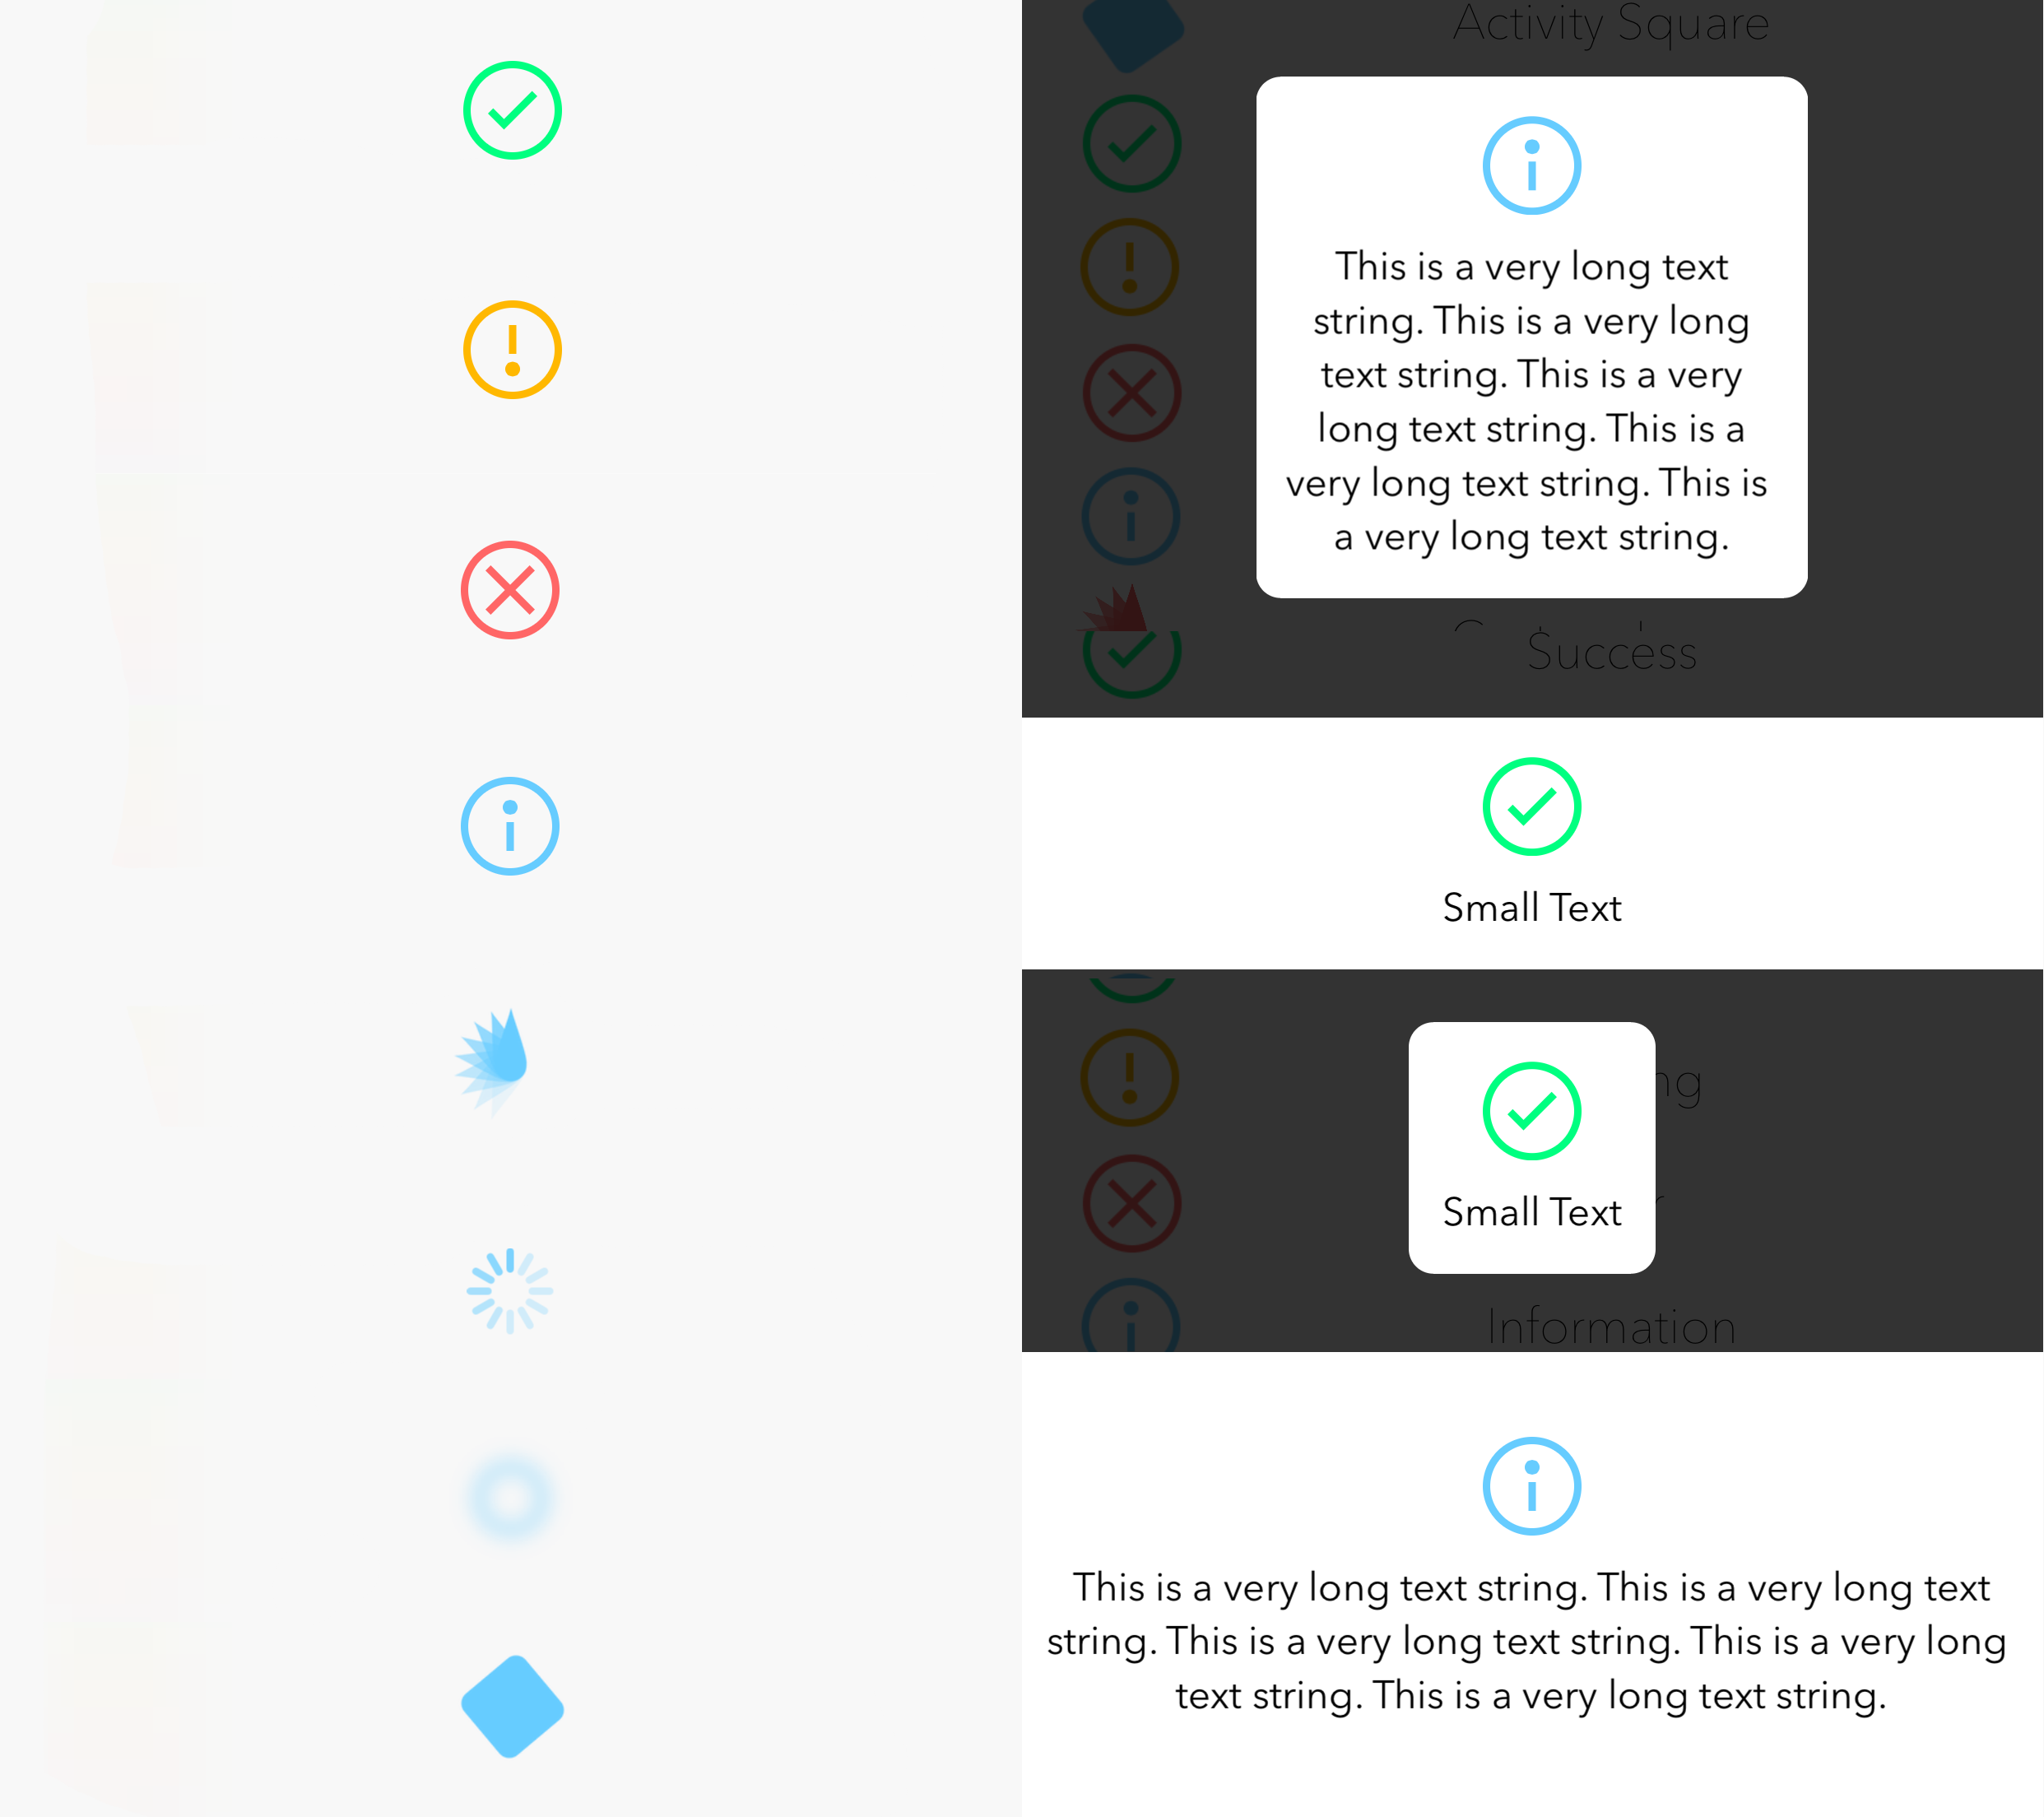 Activity Square
This is a very long text
string. This is a very long
text string. This is a very
long text string. This is a
very long text string. This is
a very long text string.
Success
Small Text
ng
Small Text
Information
This is a very long text string. This is a very long text
string. This is a very long text string. This is a very long
text string. This is a very long text string.